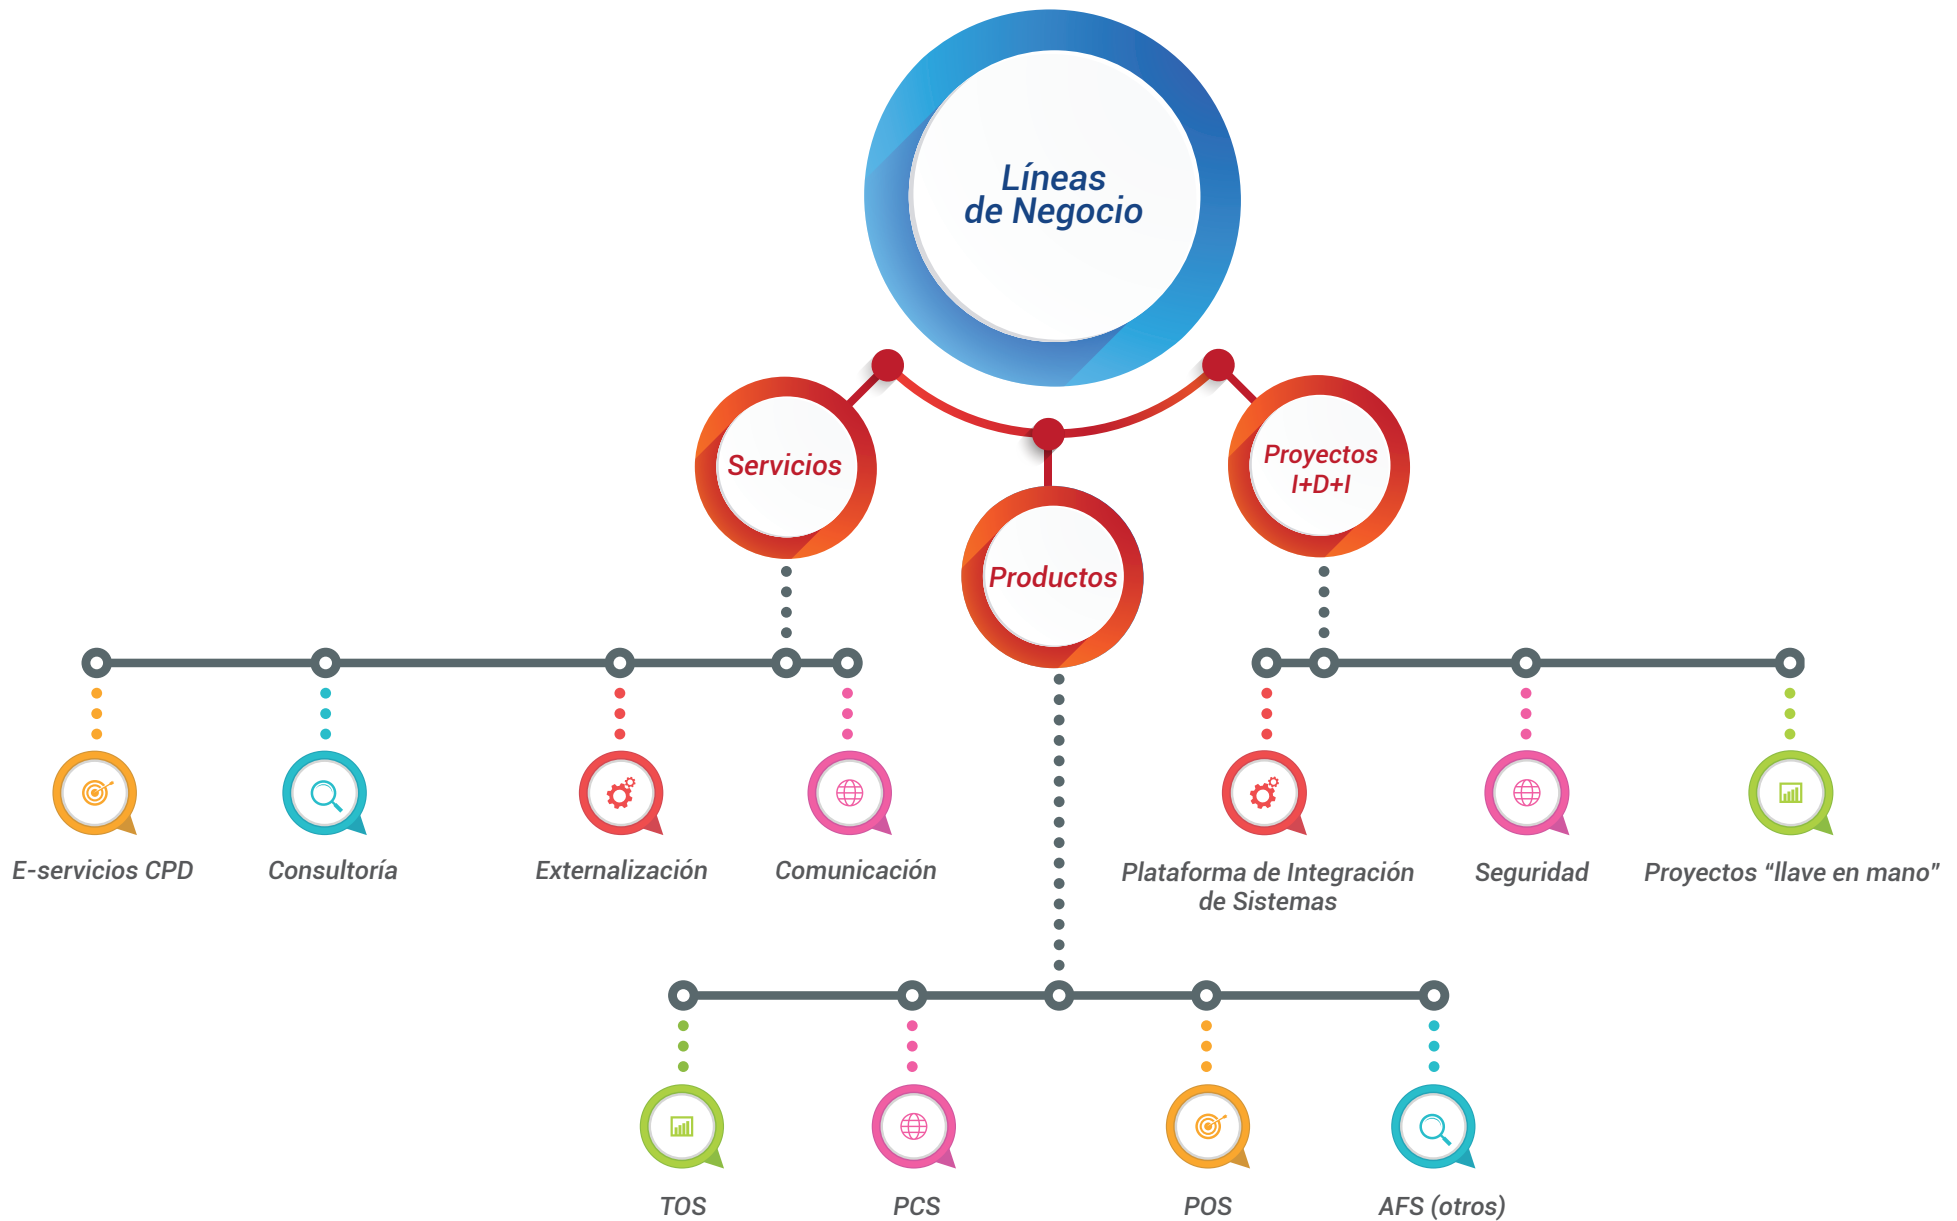 Líneas
de Negocio
Servicios
Proyectos
I+D+I
Productos
E-servicios CPD
Consultoría
Externalización
Comunicación
Plataforma de Integración
de Sistemas
Seguridad
Proyectos “llave en mano”
TOS
PCS
POS
AFS (otros)